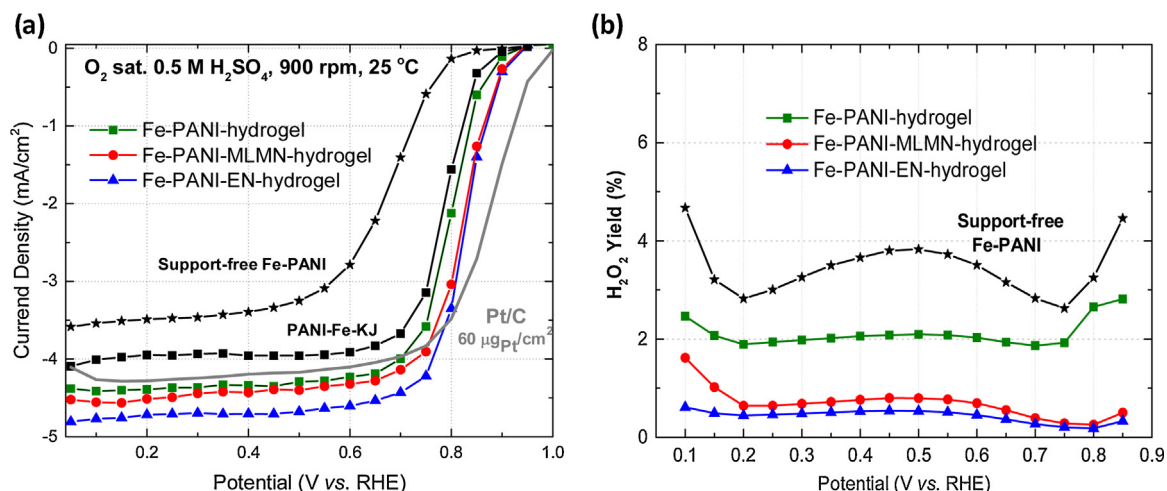 (a)
O₂ sat. 0.5 M H₂SO₄, 900 rpm, 25 °C
Fe-PANI-hydrogel
Fe-PANI-MLMN-hydrogel
Fe-PANI-EN-hydrogel
Support-free Fe-PANI
PANI-Fe-KJ
Pt/C
60 μgPt/cm²
Currend Density (mA/cm²)
0
-1
-2
-3
-4
-5
0.2 0.4 0.6 0.8 1.0
Potential (V vs. RHE)
(b)
Fe-PANI-hydrogel
Fe-PANI-MLMN-hydrogel
Fe-PANI-EN-hydrogel
Support-free
Fe-PANI
H₂O₂ Yield (%)
8
6
4
2
0
0.1 0.2 0.3 0.4 0.5 0.6 0.7 0.8 0.9
Potential (V vs. RHE)